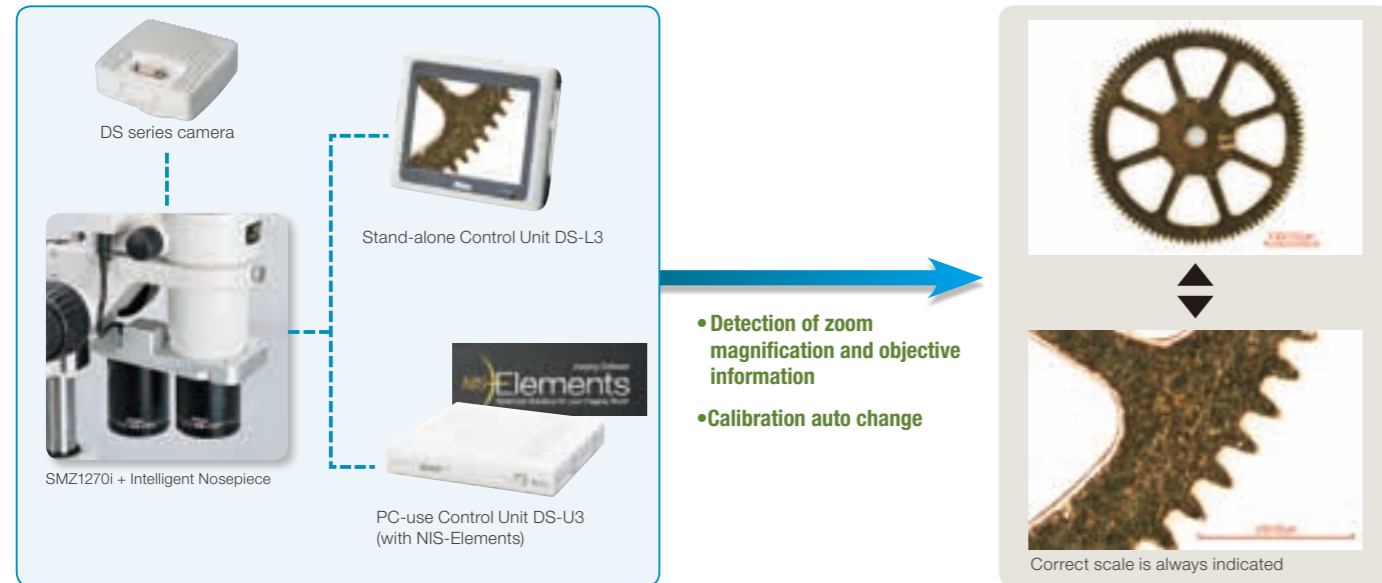 DS series camera
Stand-alone Control Unit DS-L3
SMZ1270i + Intelligent Nosepiece
NIS-Elements
PC-use Control Unit DS-U3
(with NIS-Elements)
• Detection of zoom
magnification and objective
information
•Calibration auto change
Correct scale is always indicated